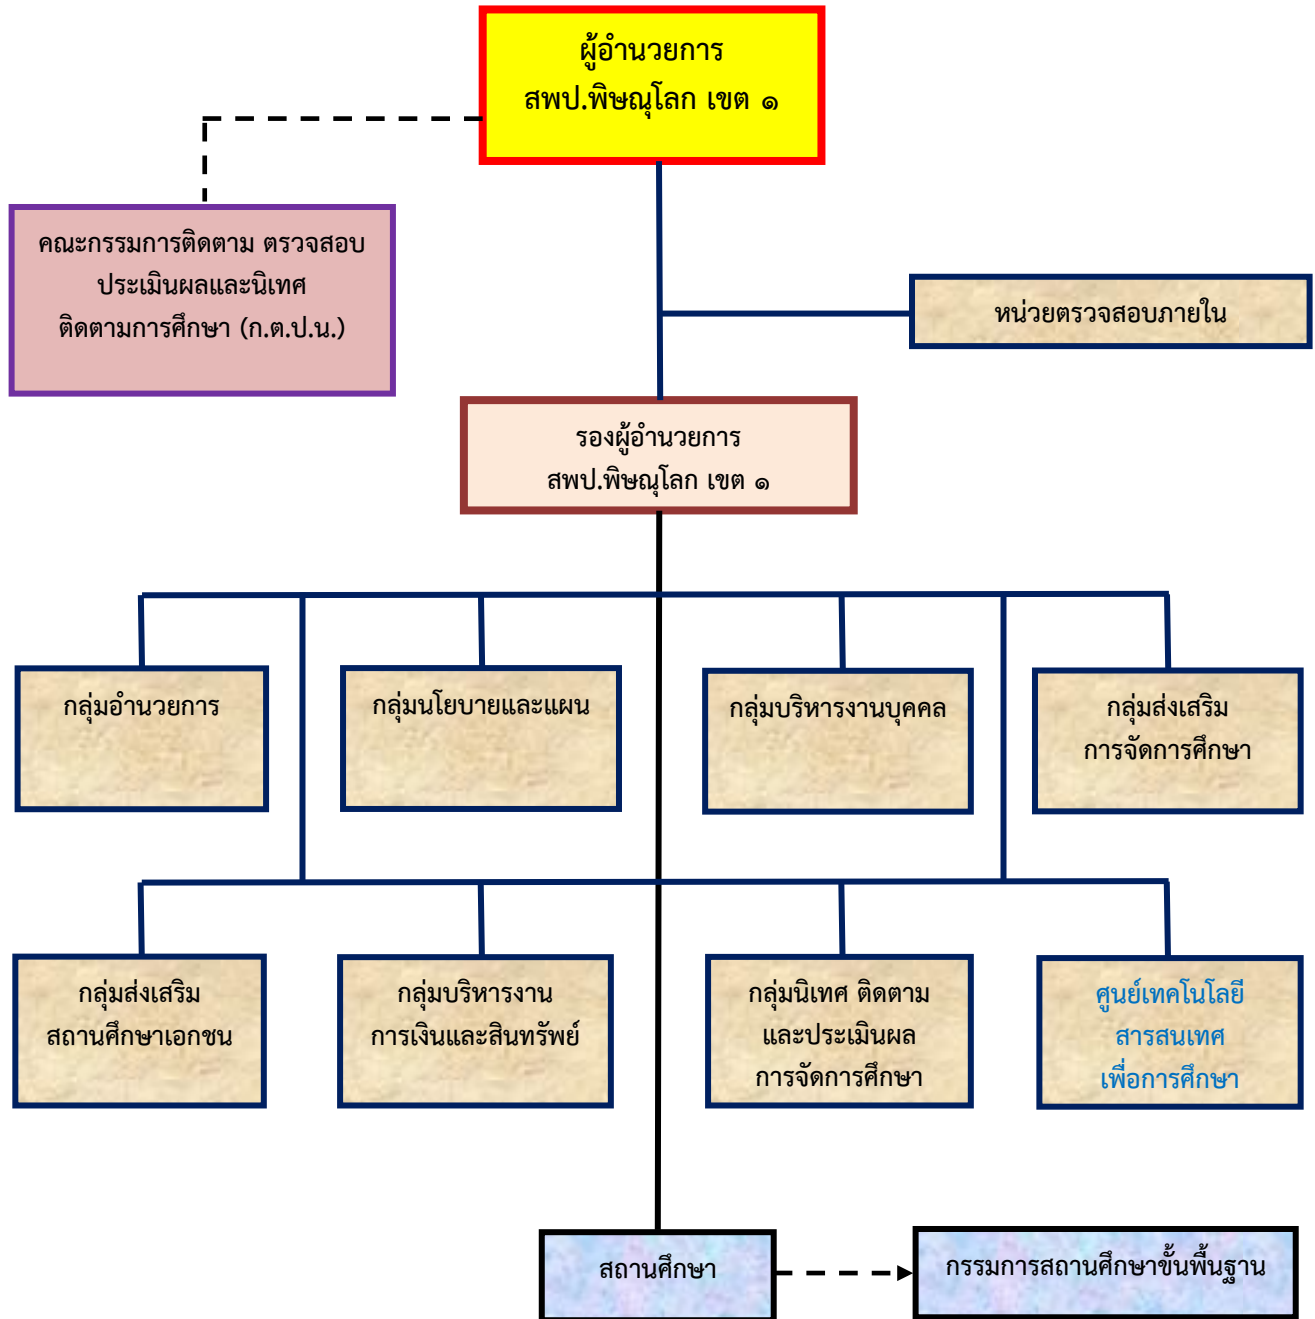 ผู้อำนวยการ
สพป.พิษณุโลก เขต ๑
คณะกรรมการติดตาม ตรวจสอบ
ประเมินผลและนิเทศ
ติดตามการศึกษา (ก.ต.ป.น.)
หน่วยตรวจสอบภายใน
รองผู้อำนวยการ
สพป.พิษณุโลก เขต ๑
กลุ่มอำนวยการ
กลุ่มนโยบายและแผน
กลุ่มบริหารงานบุคคล
กลุ่มส่งเสริม
การจัดการศึกษา
กลุ่มส่งเสริม
สถานศึกษาเอกชน
กลุ่มบริหารงาน
การเงินและสินทรัพย์
กลุ่มนิเทศ ติดตาม
และประเมินผล
การจัดการศึกษา
ศูนย์เทคโนโลยี
สารสนเทศ
เพื่อการศึกษา
สถานศึกษา
กรรมการสถานศึกษาขั้นพื้นฐาน